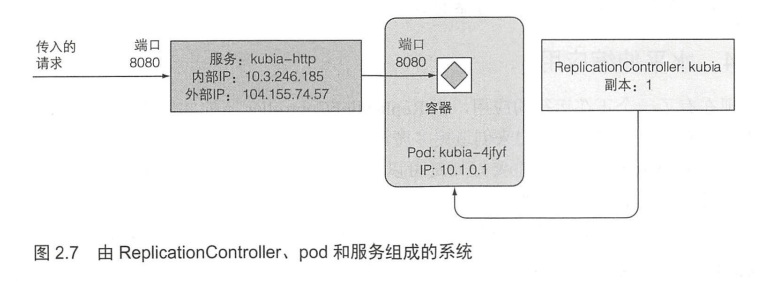 传入的
请求
端口
8080
服务：kubia-http
内部IP：10.3.246.185
外部IP：104.155.74.57
端口
8080
容器
Pod: kubia-4jfyf
IP: 10.1.0.1
ReplicationController: kubia
副本：1
图 2.7 由 ReplicationController、pod 和服务组成的系统